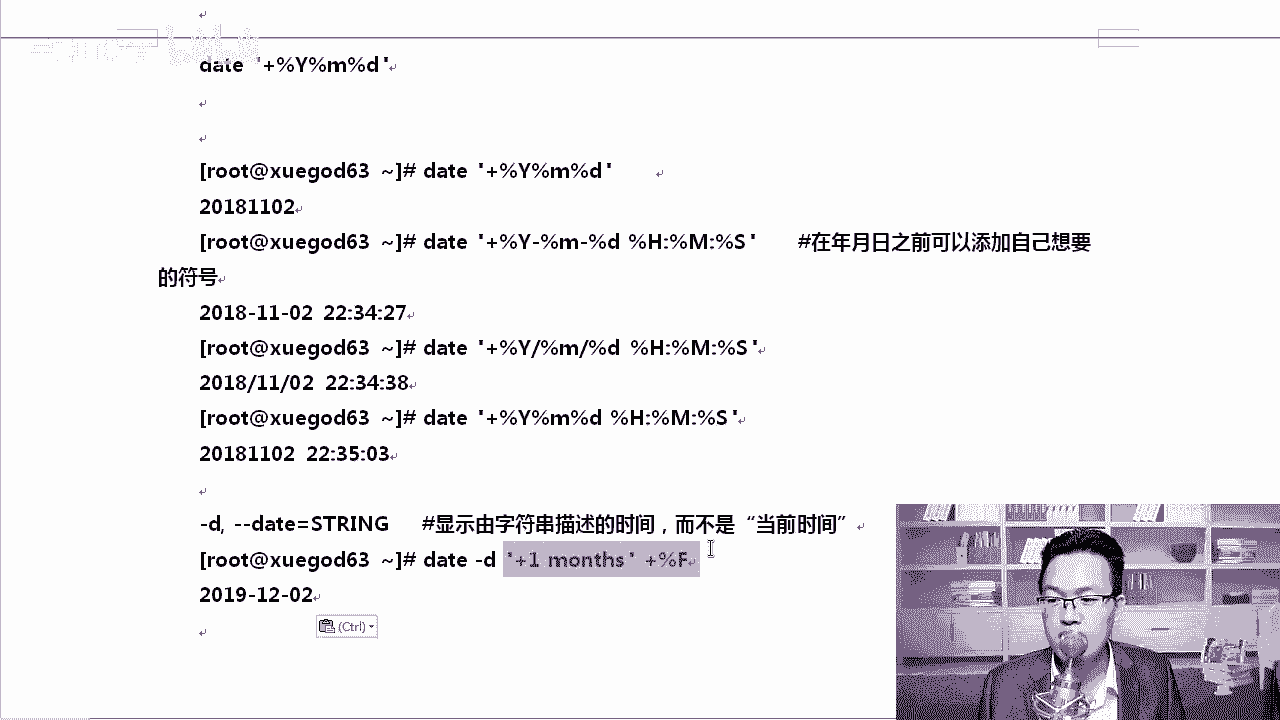 date '+%Y%m%d'
[root@xuegod63 ~]# date '+%Y%m%d'
20181102
[root@xuegod63 ~]# date '+%Y-%m-%d %H:%M:%S' #在年月日之前可以添加自己想要
的符号
2018-11-02 22:34:27
[root@xuegod63 ~]# date '+%Y/%m/%d %H:%M:%S'
2018/11/02 22:34:38
[root@xuegod63 ~]# date '+%Y%m%d %H:%M:%S'
20181102 22:35:03
-d, --date=STRING #显示由字符串描述的时间，而不是“当前时间”
[root@xuegod63 ~]# date -d '+1 months' +%F
2019-12-02
(Ctrl)